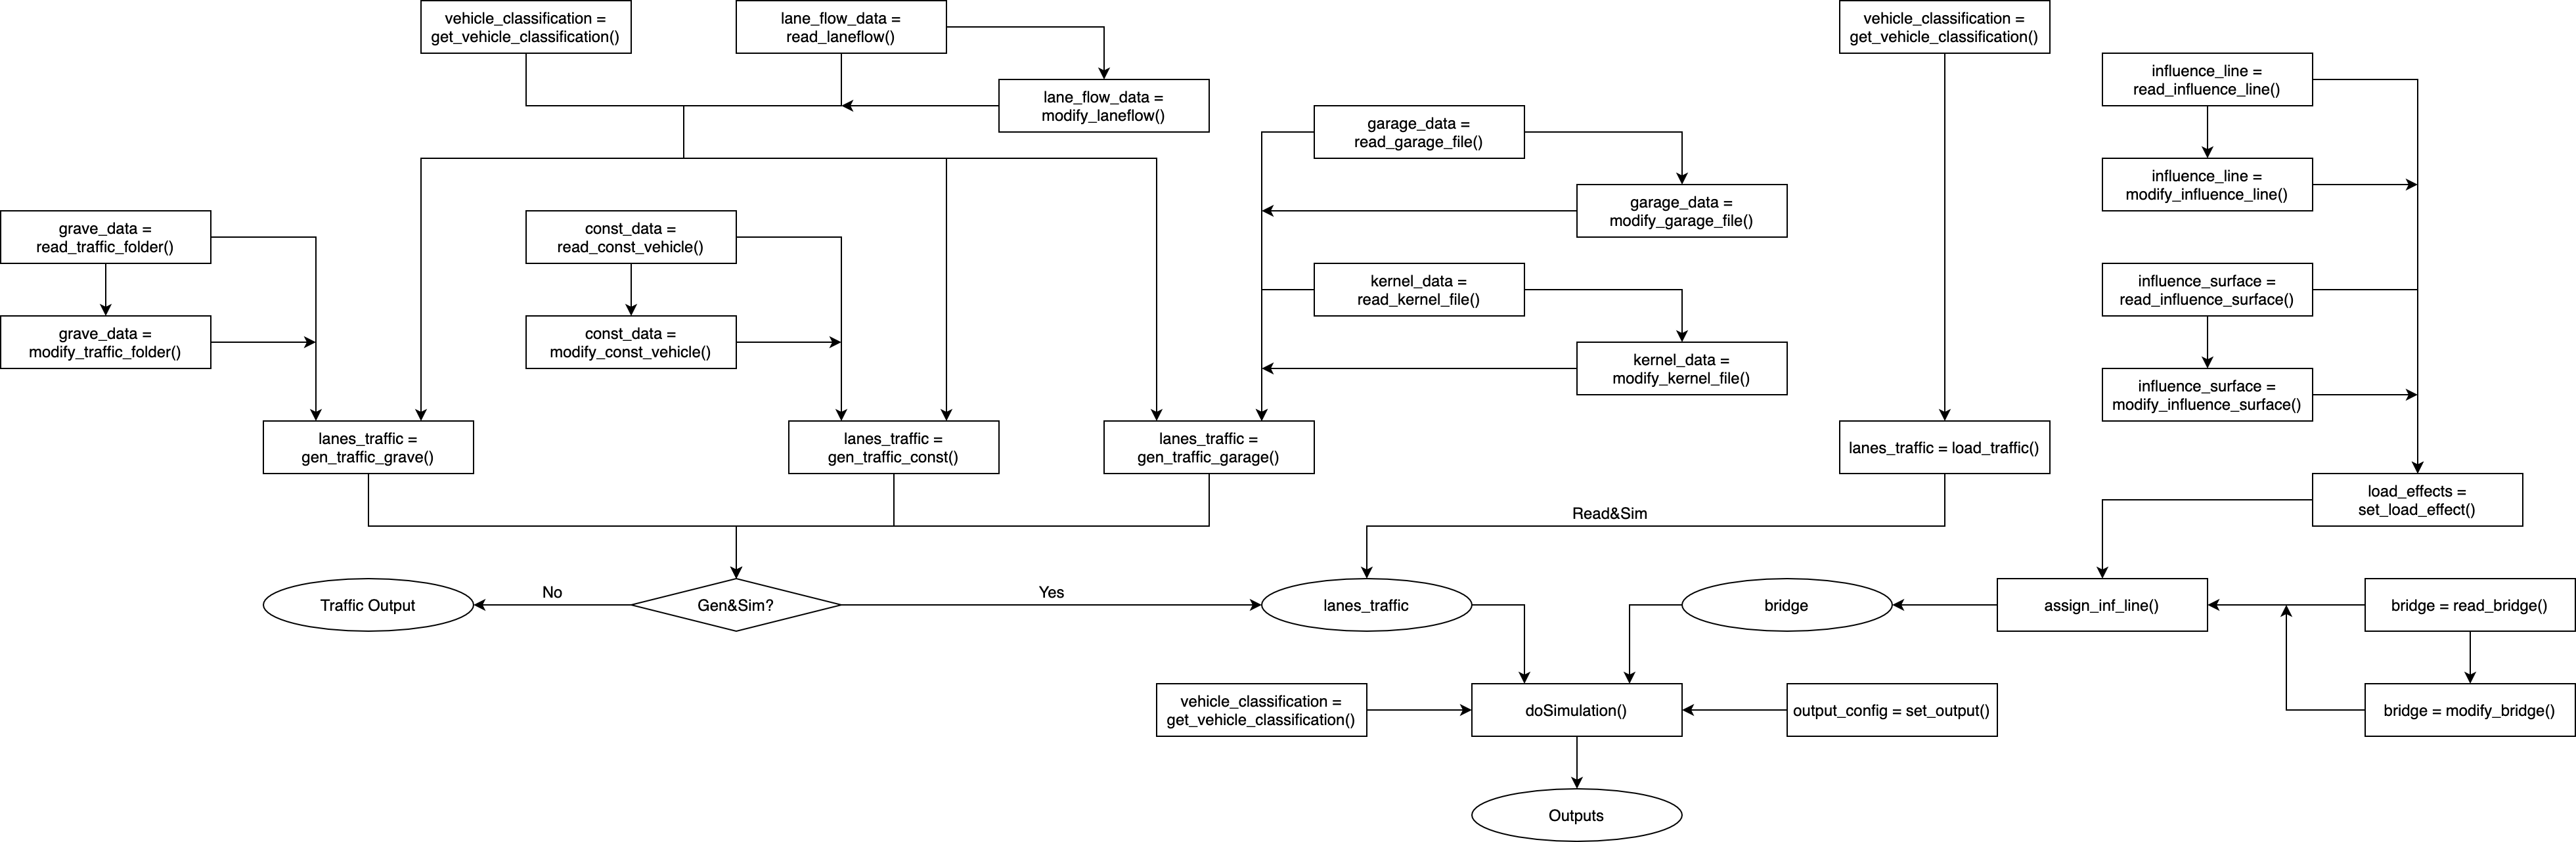 vehicle_classification =
get_vehicle_classification()
lane_flow_data =
read_laneflow()
lane_flow_data =
modify_laneflow()
vehicle_classification =
get_vehicle_classification()
influence_line =
read_influence_line()
influence_line =
modify_influence_line()
garage_data =
read_garage_file()
garage_data =
modify_garage_file()
grave_data =
read_traffic_folder()
grave_data =
modify_traffic_folder()
const_data =
read_const_vehicle()
const_data =
modify_const_vehicle()
kernel_data =
read_kernel_file()
kernel_data =
modify_kernel_file()
influence_surface =
read_influence_surface()
influence_surface =
modify_influence_surface()
lanes_traffic =
gen_traffic_grave()
lanes_traffic =
gen_traffic_const()
lanes_traffic =
gen_traffic_garage()
lanes_traffic = load_traffic()
load_effects =
set_load_effect()
Read&Sim
Traffic Output
No
Gen&Sim?
Yes
lanes_traffic
bridge
assign_inf_line()
bridge = read_bridge()
vehicle_classification =
get_vehicle_classification()
doSimulation()
output_config = set_output()
bridge = modify_bridge()
Outputs